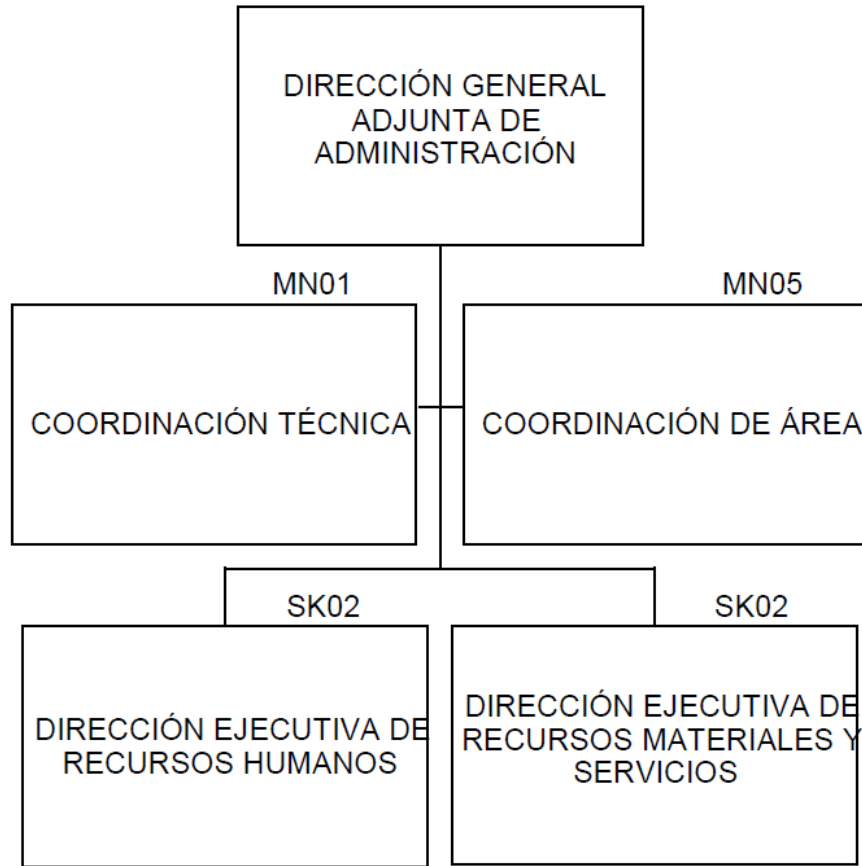 DIRECCIÓN GENERAL
ADJUNTA DE
ADMINISTRACIÓN
MN01
MN05
COORDINACIÓN TÉCNICA
COORDINACIÓN DE ÁREA
SK02
SK02
DIRECCIÓN EJECUTIVA DE
RECURSOS HUMANOS
DIRECCIÓN EJECUTIVA DE
RECURSOS MATERIALES Y
SERVICIOS